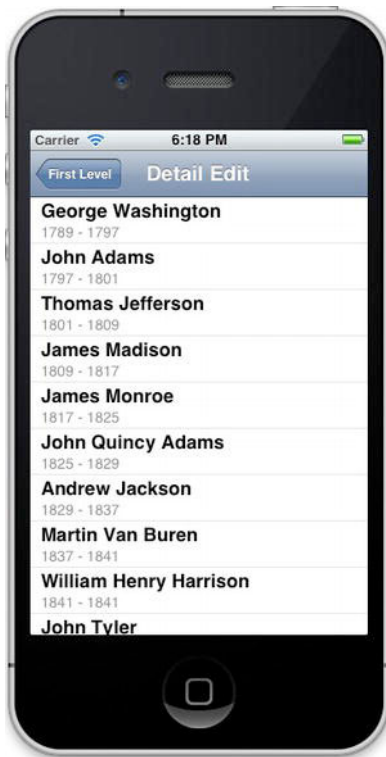 Carrier 6:18 PM
First Level Detail Edit
George Washington
1789 - 1797
John Adams
1797 - 1801
Thomas Jefferson
1801 - 1809
James Madison
1809 - 1817
James Monroe
1817 - 1825
John Quincy Adams
1825 - 1829
Andrew Jackson
1829 - 1837
Martin Van Buren
1837 - 1841
William Henry Harrison
1841 - 1841
John Tyler